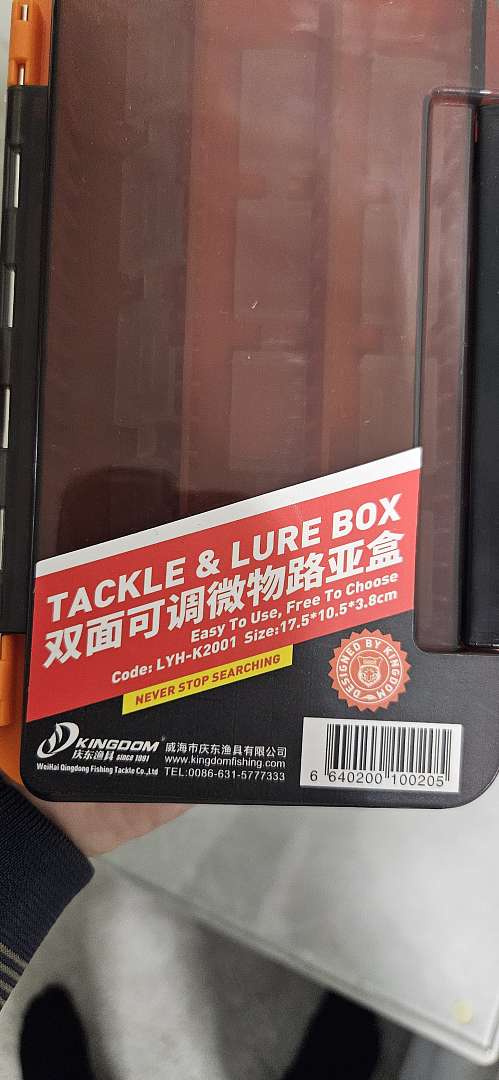 TACKLE & LURE BOX
双面可调微物路亚盒
Easy To Use, Free To Choose
Code: LYH-K2001 Size:17.5*10.5*3.8cm
NEVER STOP SEARCHING
DESIGNED BY KINGDOM
KINGDOM
庆东渔具 SINCE 1991
WeiHai Qingdong Fishing Tackle Co.,Ltd
威海市庆东渔具有限公司
www.kingdomfishing.com
TEL:0086-631-5777333
6 640200 100205